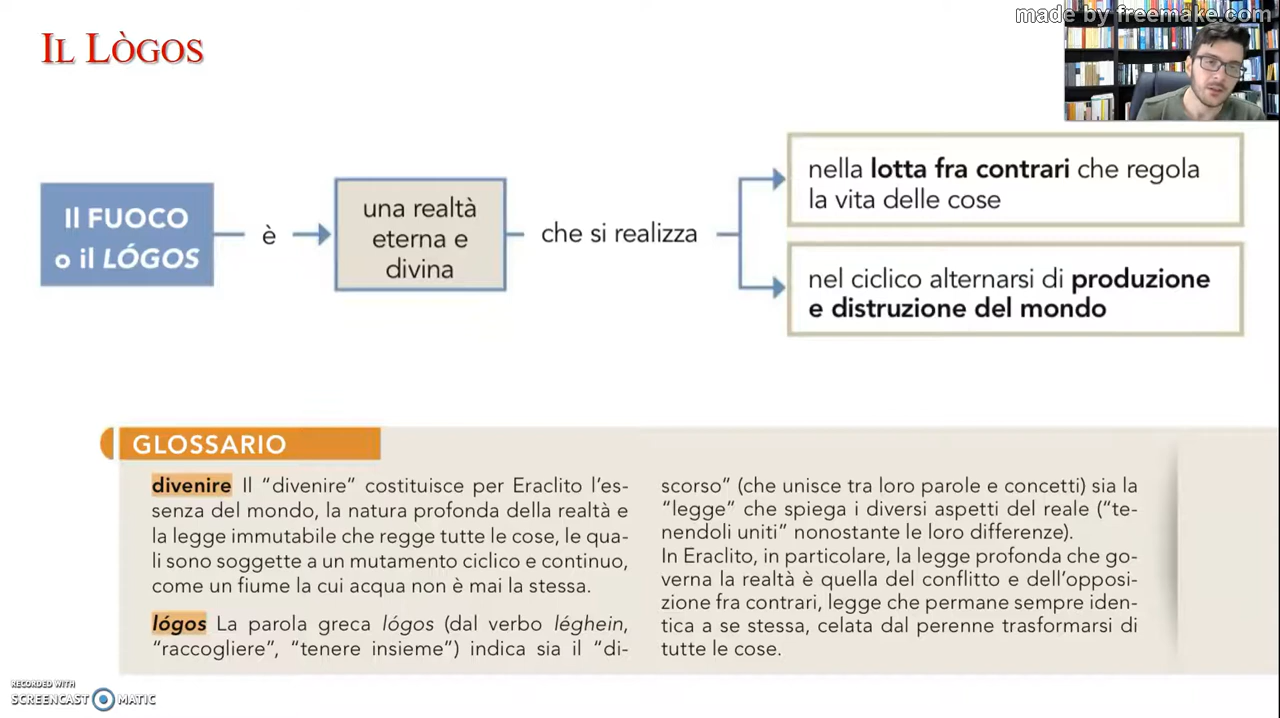 made by freemake.com
IL LÒGOS
Il FUOCO
o il LÓGOS
è
una realtà
eterna e
divina
che si realizza
nella lotta fra contrari che regola
la vita delle cose
nel ciclico alternarsi di produzione
e distruzione del mondo
GLOSSARIO
divenire Il “divenire” costituisce per Eraclito l’es-
senza del mondo, la natura profonda della realtà e
la legge immutabile che regge tutte le cose, le qua-
li sono soggette a un mutamento ciclico e continuo,
come un fiume la cui acqua non è mai la stessa.
lógos La parola greca lógos (dal verbo léghein,
“raccogliere”, “tenere insieme”) indica sia il “di-
scorso” (che unisce tra loro parole e concetti) sia la
“legge” che spiega i diversi aspetti del reale (“te-
nendoli uniti” nonostante le loro differenze).
In Eraclito, in particolare, la legge profonda che go-
verna la realtà è quella del conflitto e dell’opposi-
zione fra contrari, legge che permane sempre iden-
tica a se stessa, celata dal perenne trasformarsi di
tutte le cose.
RECORDED WITH
SCREENCAST MATIC